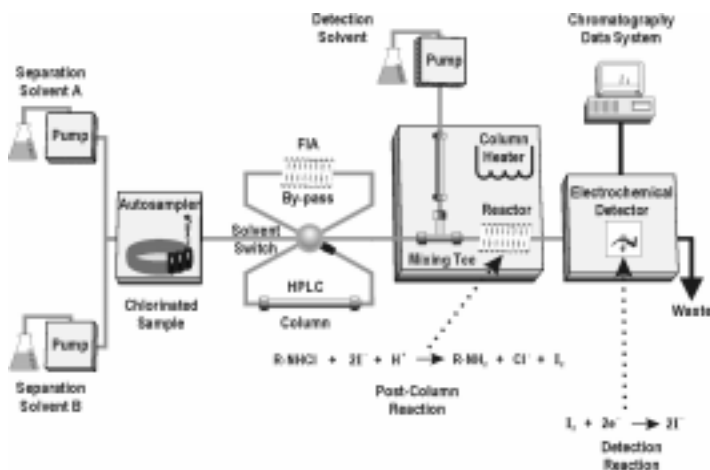 Detection
Solvent
Pump
Chromatography
Data System
Separation
Solvent A
Pump
FIA
By-pass
Column
Heater
Reactor
Electrochemical
Detector
Autosampler
Solvent
Switch
Mixing Tee
HPLC
Column
Chlorinated
Sample
Waste
Pump
Separation
Solvent B
R-NHCl + 2I⁻ + H⁺ → R-NH₂ + Cl⁻ + I₂
Post-Column
Reaction
I₂ + 2e⁻ → 2I⁻
Detection
Reaction